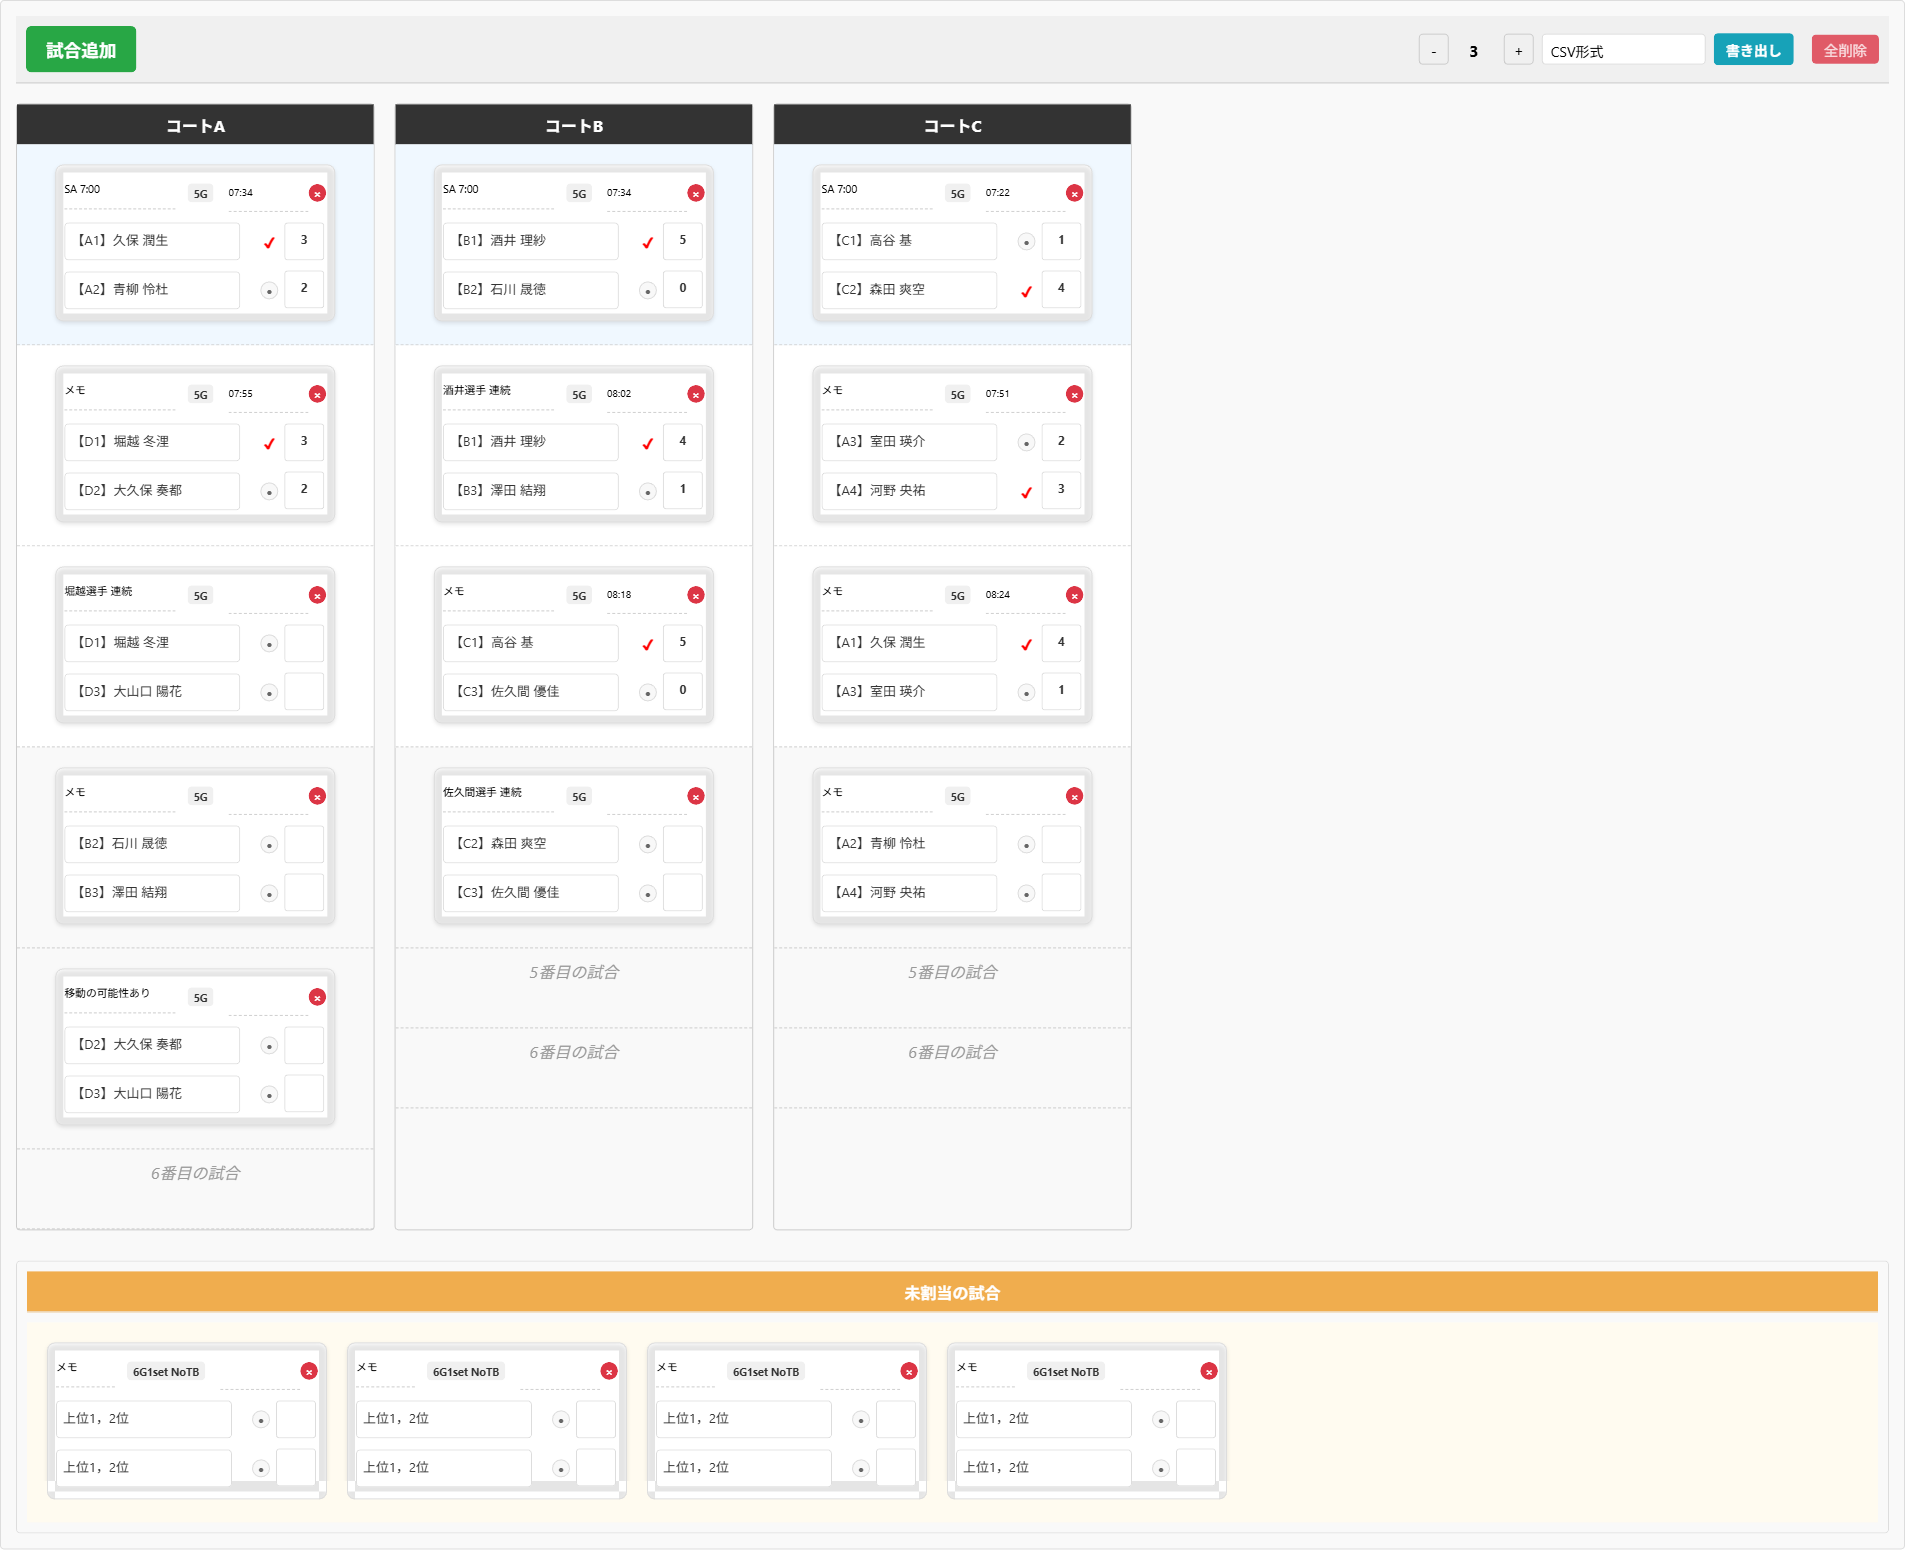 試合追加
- 3 + CSV形式 書き出し 全削除
コートA
SA 7:00 5G 07:34 ×
【A1】久保 潤生 ✓ 3
【A2】青柳 怜杜 2
メモ 5G 07:55 ×
【D1】堀越 冬浬 ✓ 3
【D2】大久保 奏都 2
堀越選手 連続 5G ×
【D1】堀越 冬浬
【D3】大山口 陽花
メモ 5G ×
【B2】石川 晟徳
【B3】澤田 結翔
移動の可能性あり 5G ×
【D2】大久保 奏都
【D3】大山口 陽花
6番目の試合
コートB
SA 7:00 5G 07:34 ×
【B1】酒井 理紗 ✓ 5
【B2】石川 晟徳 0
酒井選手 連続 5G 08:02 ×
【B1】酒井 理紗 ✓ 4
【B3】澤田 結翔 1
メモ 5G 08:18 ×
【C1】高谷 基 ✓ 5
【C3】佐久間 優佳 0
佐久間選手 連続 5G ×
【C2】森田 爽空
【C3】佐久間 優佳
5番目の試合
6番目の試合
コートC
SA 7:00 5G 07:22 ×
【C1】高谷 基 1
【C2】森田 爽空 ✓ 4
メモ 5G 07:51 ×
【A3】室田 瑛介 2
【A4】河野 央祐 ✓ 3
メモ 5G 08:24 ×
【A1】久保 潤生 ✓ 4
【A3】室田 瑛介 1
メモ 5G ×
【A2】青柳 怜杜
【A4】河野 央祐
5番目の試合
6番目の試合
未割当の試合
メモ 6G1set NoTB ×
上位1，2位
上位1，2位
メモ 6G1set NoTB ×
上位1，2位
上位1，2位
メモ 6G1set NoTB ×
上位1，2位
上位1，2位
メモ 6G1set NoTB ×
上位1，2位
上位1，2位